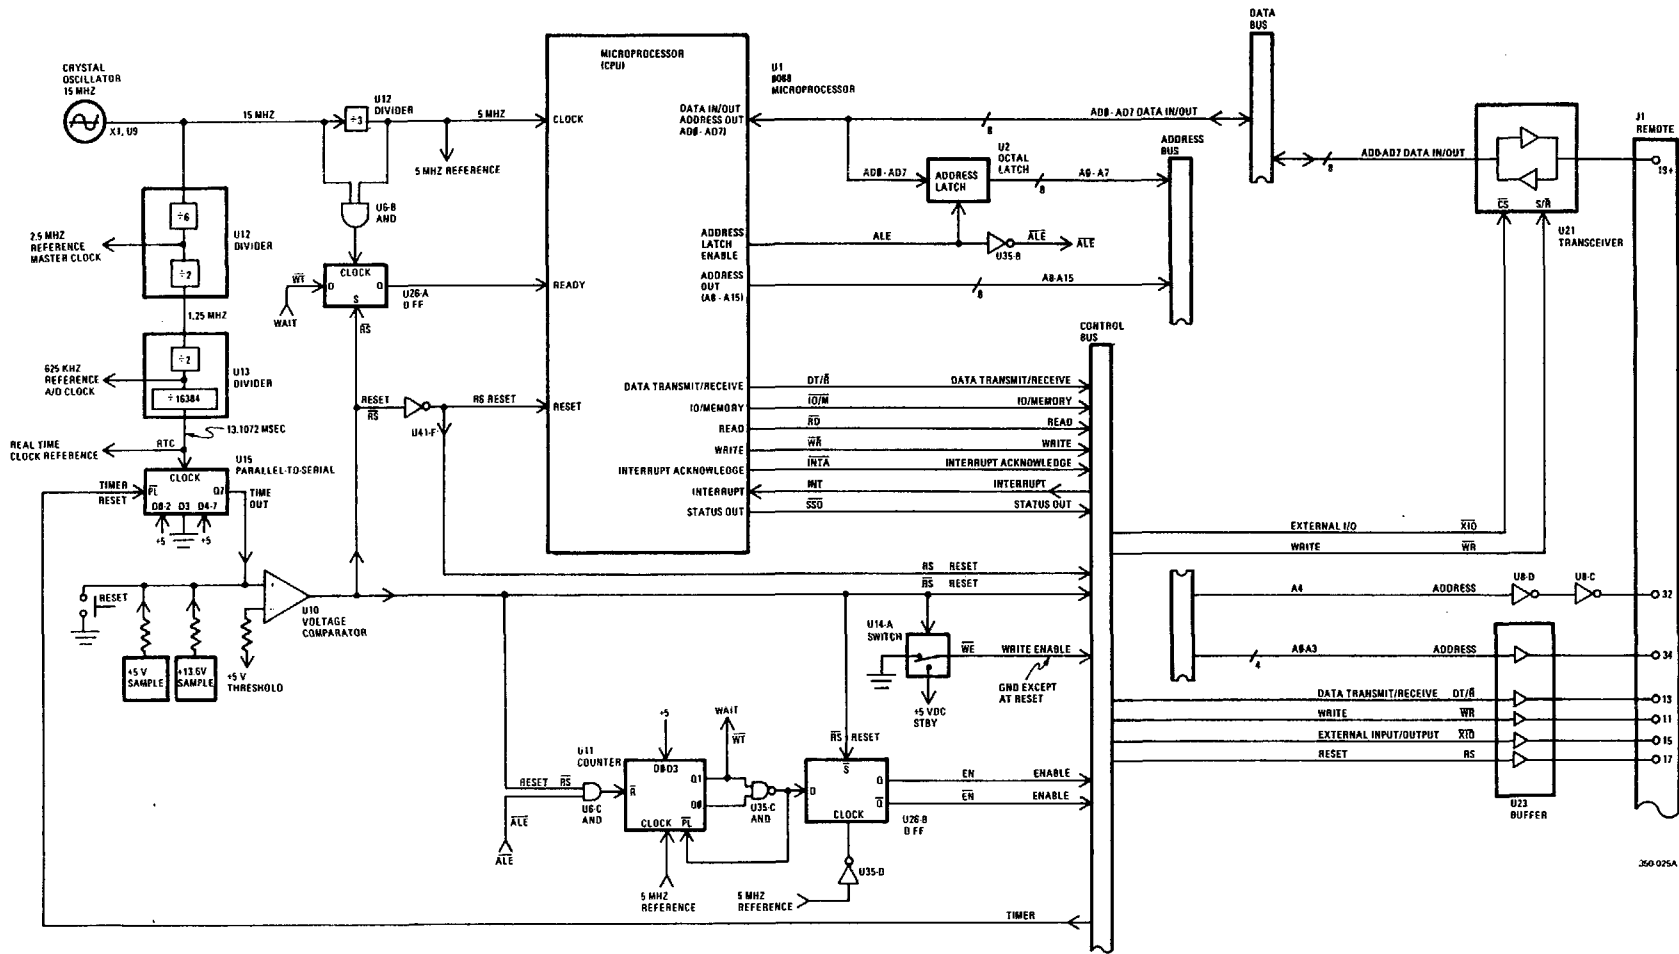 CRYSTAL
OSCILLATOR
15 MHZ
X1, U9
15 MHZ
U12
DIVIDER
÷3
5 MHZ
5 MHZ REFERENCE
MICROPROCESSOR
(CPU)
U1
8088
MICROPROCESSOR
CLOCK
DATA IN/OUT
ADDRESS OUT
AD0 - AD7)
AD0-AD7 DATA IN/OUT
8
DATA
BUS
ADDRESS
BUS
U2
OCTAL
LATCH
AD0-AD7
ADDRESS
LATCH
A0-A7
8
AD0-AD7 DATA IN/OUT
8
CS
S/R
U21
TRANSCEIVER
J1
REMOTE
19+
÷6
U12
DIVIDER
÷2
2.5 MHZ
REFERENCE
MASTER CLOCK
1.25 MHZ
U6-B
AND
CLOCK
D
Q
S
U26-A
D FF
WT
WAIT
RS
READY
ADDRESS
LATCH
ENABLE
ALE
ALE
ALE
U35-B
ADDRESS
OUT
(A8 - A15)
A8-A15
8
CONTROL
BUS
÷2
U13
DIVIDER
÷16384
625 KHZ
REFERENCE
A/D CLOCK
13.1072 MSEC
REAL TIME
CLOCK REFERENCE
RTC
RESET
RS
RS RESET
RESET
U41-F
DATA TRANSMIT/RECEIVE
DT/R
DATA TRANSMIT/RECEIVE
IO/MEMORY
IO/M
IO/MEMORY
READ
RD
READ
WRITE
WR
WRITE
INTERRUPT ACKNOWLEDGE
INTA
INTERRUPT ACKNOWLEDGE
INTERRUPT
INT
INTERRUPT
STATUS OUT
SSO
STATUS OUT
U15
PARALLEL-TO-SERIAL
CLOCK
PL
Q7
D0-2 D3 D4-7
+5
+5
TIMER
RESET
TIME
OUT
EXTERNAL I/O
XIO
WRITE
WR
RS RESET
RS RESET
RESET
+
-
U10
VOLTAGE
COMPARATOR
+5 V
SAMPLE
+13.6V
SAMPLE
+5 V
THRESHOLD
U14-A
SWITCH
WE
WRITE ENABLE
GND EXCEPT
AT RESET
+5 VDC
STBY
A4
ADDRESS
U8-D
U8-C
32
A0-A3
4
ADDRESS
34
DATA TRANSMIT/RECEIVE DT/R
13
WRITE
WR
11
EXTERNAL INPUT/OUTPUT XIO
15
RESET
RS
17
U23
BUFFER
+5
WAIT
WT
U11
COUNTER
D0-D3
Q1
Q0
R
CLOCK PL
RESET RS
U6-C
AND
ALE
ALE
U35-C
AND
RS RESET
S
D
Q
Q
CLOCK
U26-B
D FF
EN
ENABLE
EN
ENABLE
U35-D
5 MHZ
REFERENCE
5 MHZ
REFERENCE
TIMER
350-025A